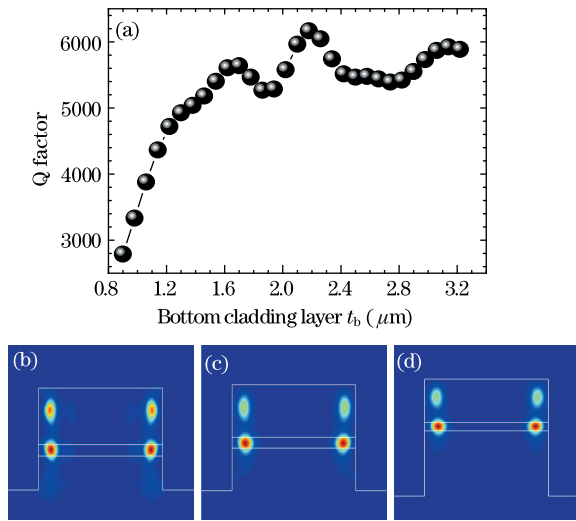 (a)
6000
5000
4000
3000
Q factor
0.8 1.2 1.6 2.0 2.4 2.8 3.2
Bottom cladding layer tb (μm)
(b) (c) (d)